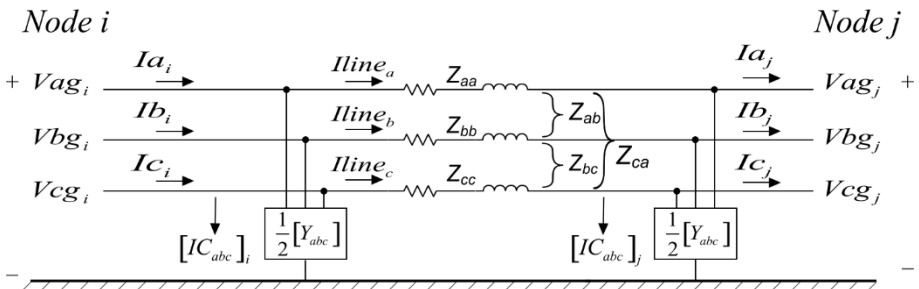 Node i Node j
Ia_i Iline_a Z_aa Ia_j
+ Vag_i Vag_j +
Ib_i Iline_b Z_bb Z_ab Ib_j
Vbg_i Vbg_j
Ic_i Iline_c Z_cc Z_bc Z_ca Ic_j
Vcg_i Vcg_j
[IC_abc]_i 1/2[Y_abc] [IC_abc]_j 1/2[Y_abc]
− −